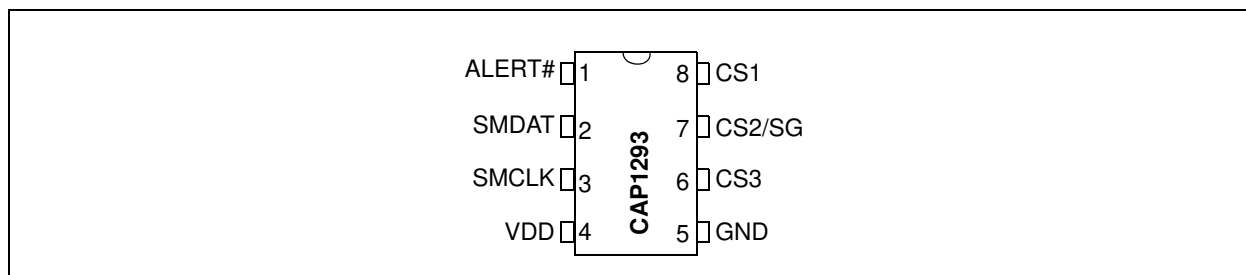 ALERT# 1 8 CS1
SMDAT 2 7 CS2/SG
SMCLK 3 6 CS3
VDD 4 5 GND
CAP1293